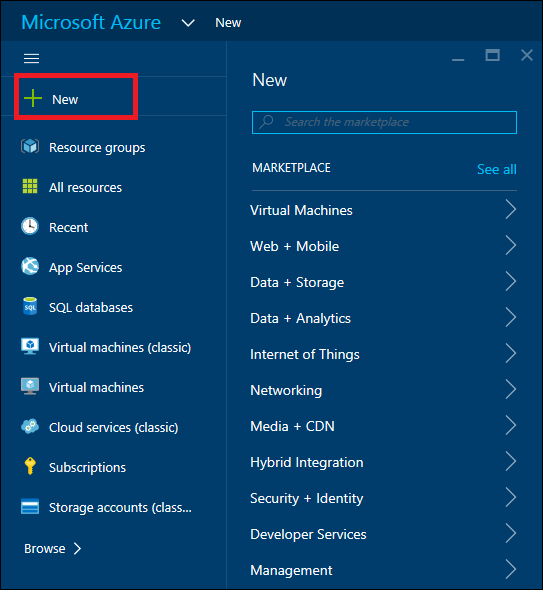 Microsoft Azure New
New
Resource groups
All resources
Recent
App Services
SQL
SQL databases
Virtual machines (classic)
Virtual machines
Cloud services (classic)
Subscriptions
Storage accounts (class...
Browse
New
Search the marketplace
MARKETPLACE See all
Virtual Machines
Web + Mobile
Data + Storage
Data + Analytics
Internet of Things
Networking
Media + CDN
Hybrid Integration
Security + Identity
Developer Services
Management